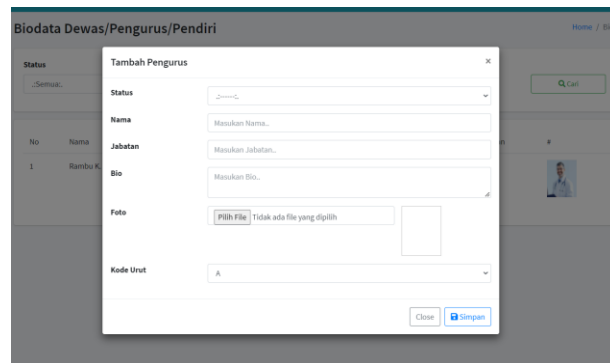 Biodata Dewas/Pengurus/Pendiri
Home /
Status
Tambah Pengurus
×
.:Semua:.
Status
.:----:.
Cari
Nama
Masukan Nama..
No
Nama
Jabatan
Masukan Jabatan..
#
1
Rambu K.
Bio
Masukan Bio..
Foto
Pilih File
Tidak ada file yang dipilih
Kode Urut
A
Close
Simpan